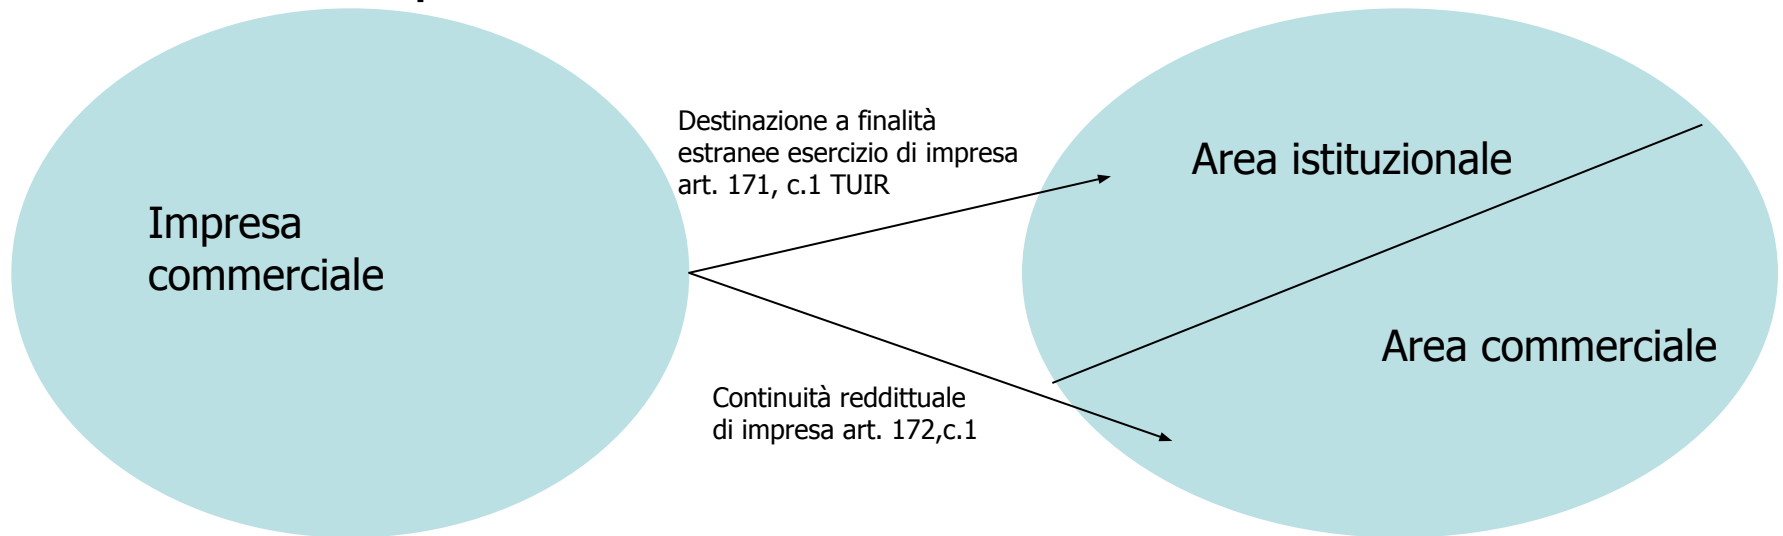 Impresa
commerciale
Destinazione a finalità
estranee esercizio di impresa
art. 171, c.1 TUIR
Continuità reddittuale
di impresa art. 172,c.1
Area istituzionale
Area commerciale